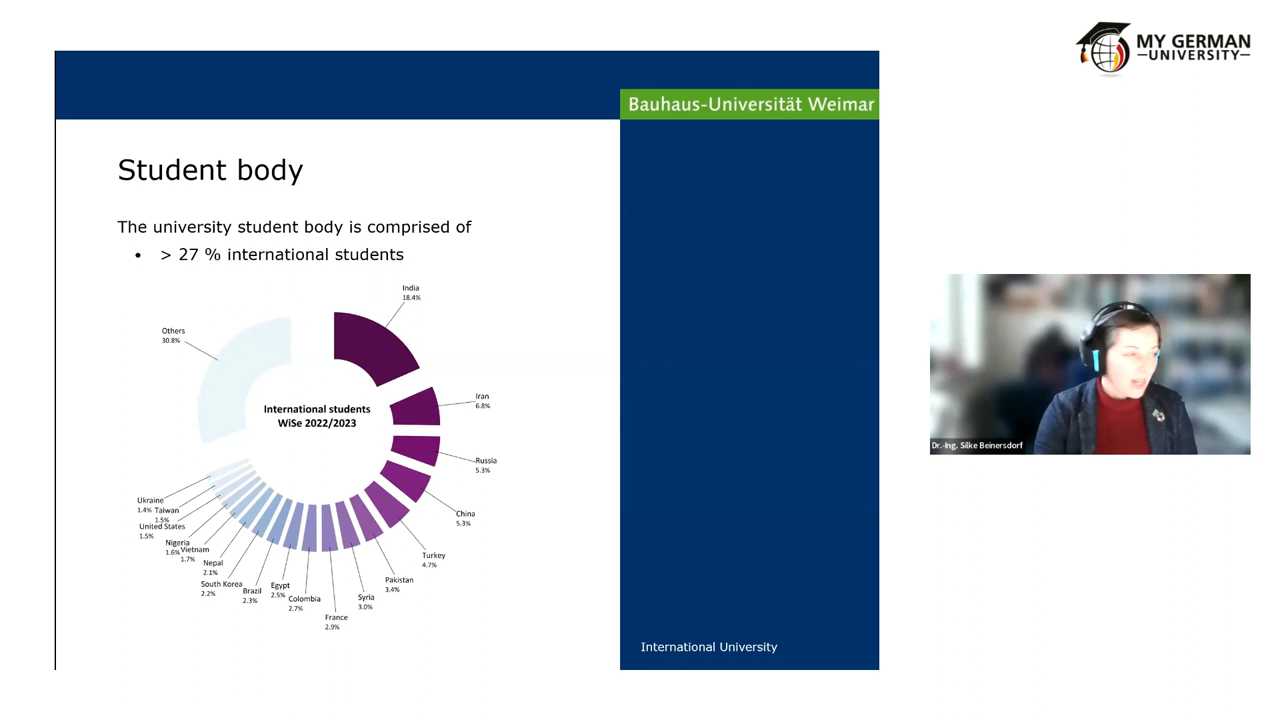 MY GERMAN
UNIVERSITY
Bauhaus-Universität Weimar
Student body
The university student body is comprised of
• > 27 % international students
India
18.4%
Iran
6.8%
Russia
5.3%
China
5.3%
Turkey
4.7%
Pakistan
3.4%
Syria
3.0%
France
2.9%
Colombia
2.7%
Egypt
2.5%
Brazil
2.3%
South Korea
2.2%
Nepal
2.1%
Vietnam
1.7%
Nigeria
1.6%
United States
1.5%
Taiwan
1.5%
Ukraine
1.4%
Others
30.8%
International students
WiSe 2022/2023
International University
Dr.-Ing. Silke Beinersdorf